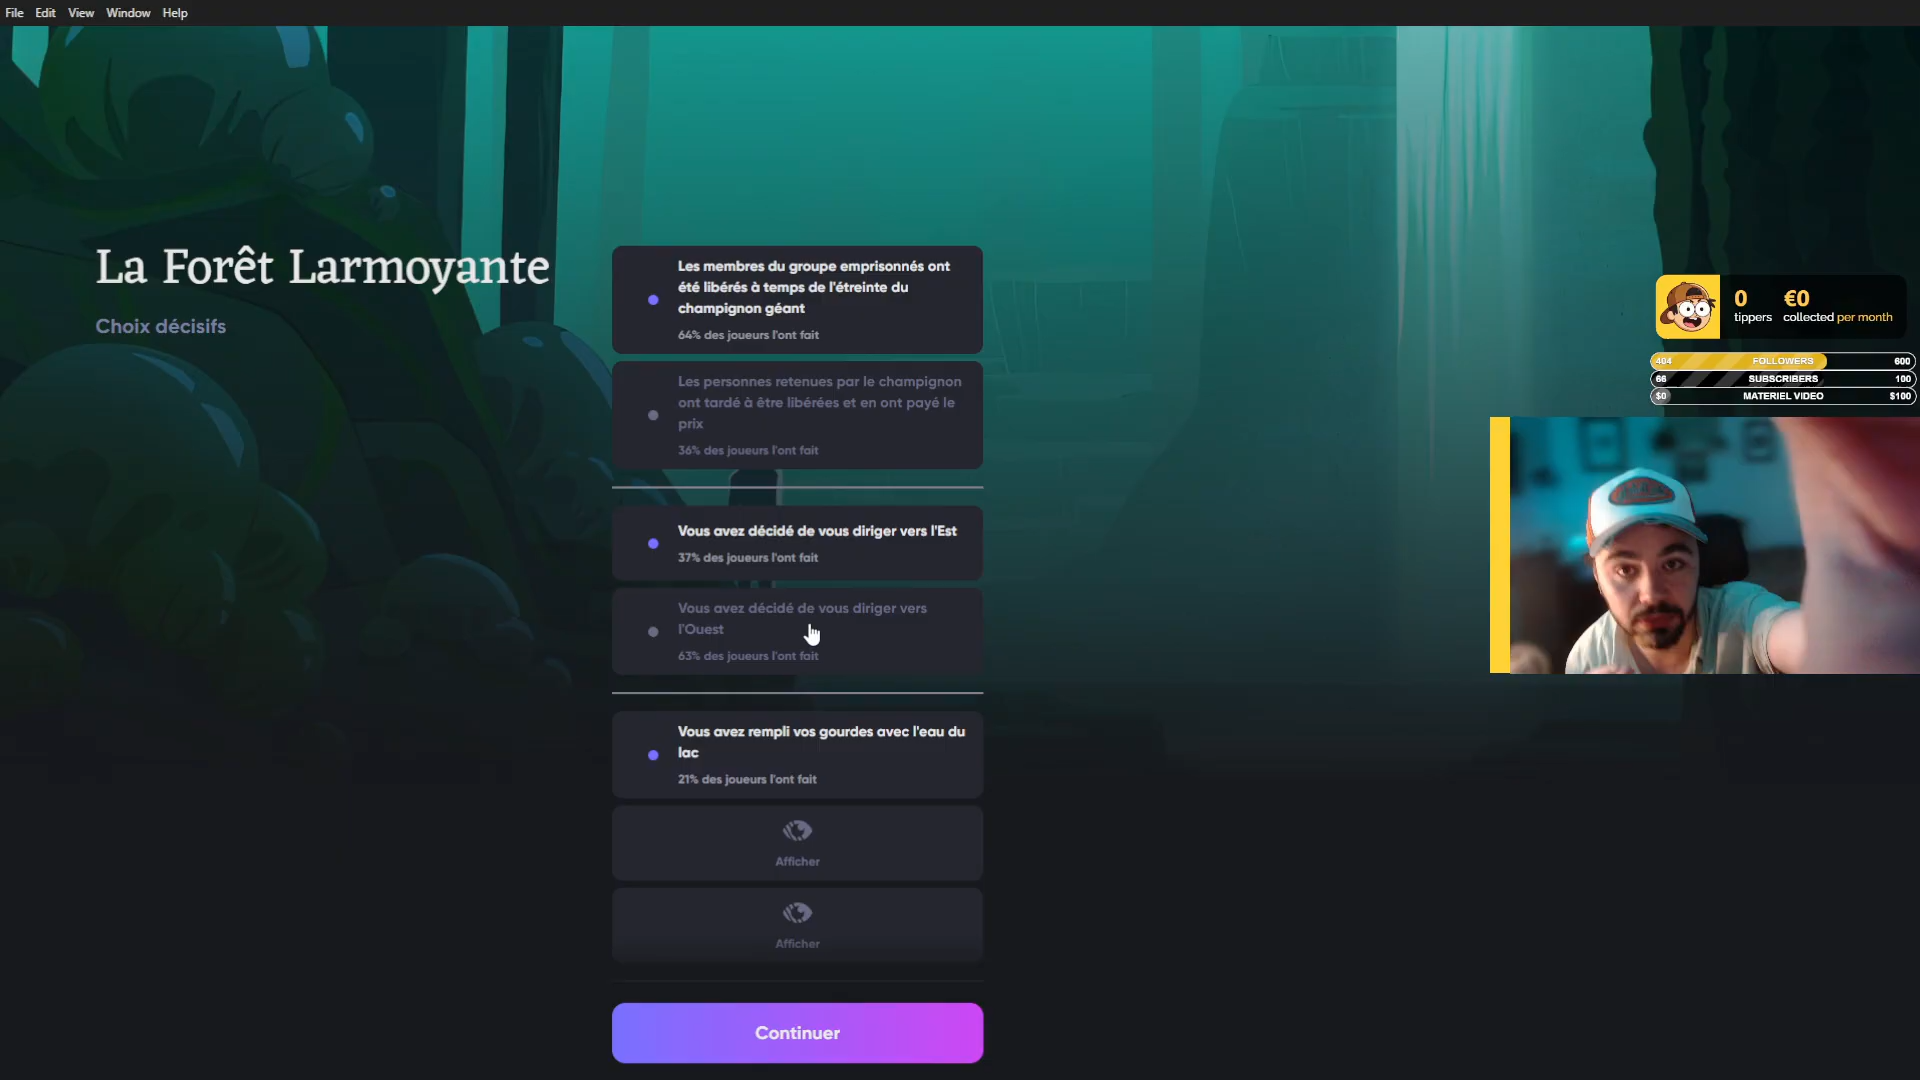 File Edit View Window Help
La Forêt Larmoyante
Choix décisifs
Les membres du groupe emprisonnés ont
été libérés à temps de l'étreinte du
champignon géant
64% des joueurs l'ont fait
Les personnes retenues par le champignon
ont tardé à être libérées et en ont payé le
prix
36% des joueurs l'ont fait
Vous avez décidé de vous diriger vers l'Est
37% des joueurs l'ont fait
Vous avez décidé de vous diriger vers
l'Ouest
63% des joueurs l'ont fait
Vous avez rempli vos gourdes avec l'eau du
lac
21% des joueurs l'ont fait
Afficher
Afficher
Continuer
0 €0
tippers collected per month
404 FOLLOWERS 600
66 SUBSCRIBERS 100
$0 MATERIEL VIDEO $100